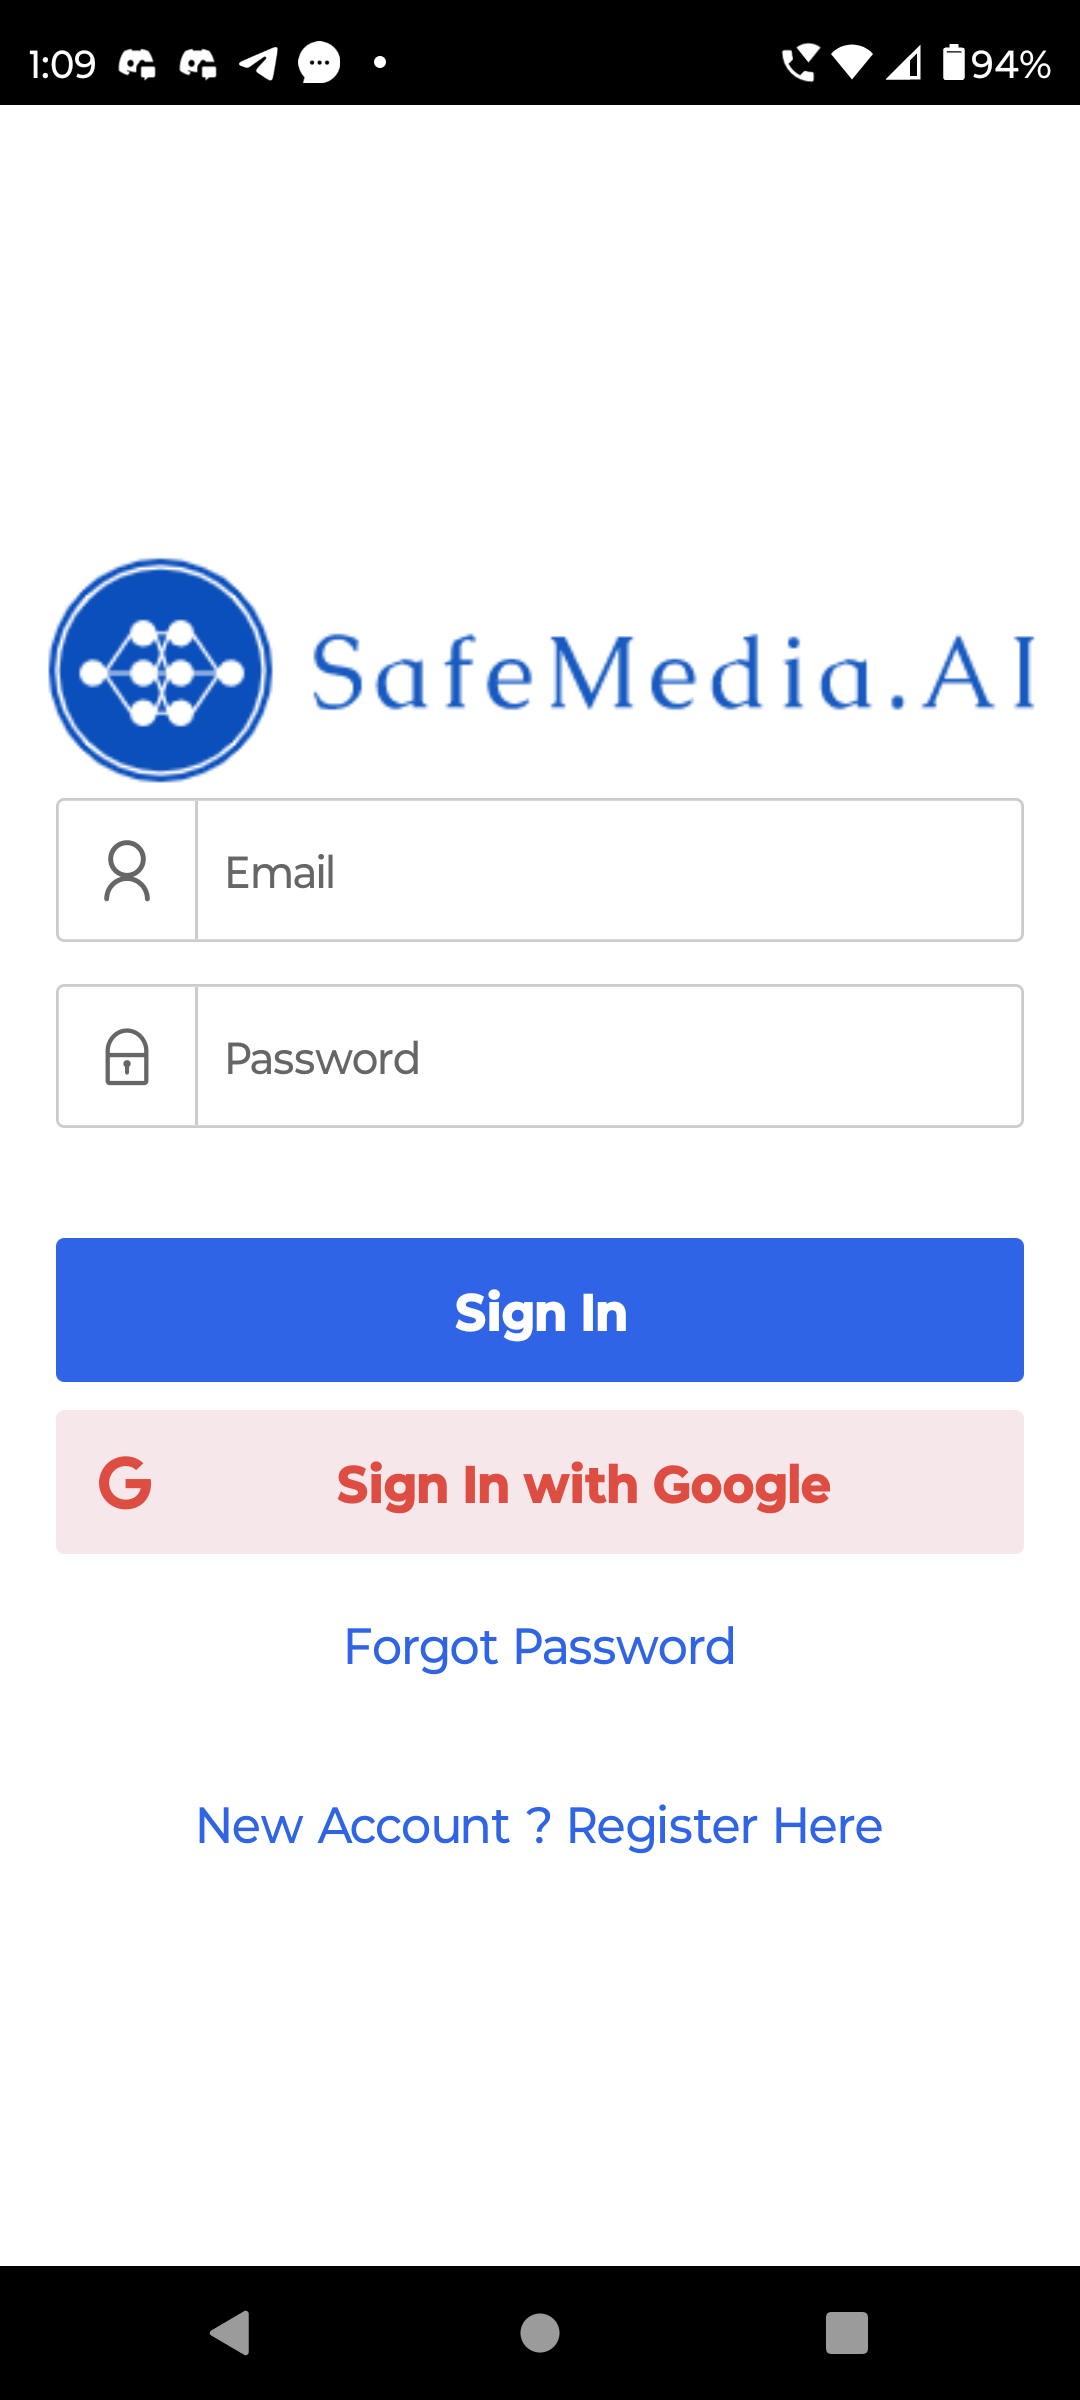 1:09
94%
SafeMedia.AI
Email
Password
Sign In
G Sign In with Google
Forgot Password
New Account ? Register Here